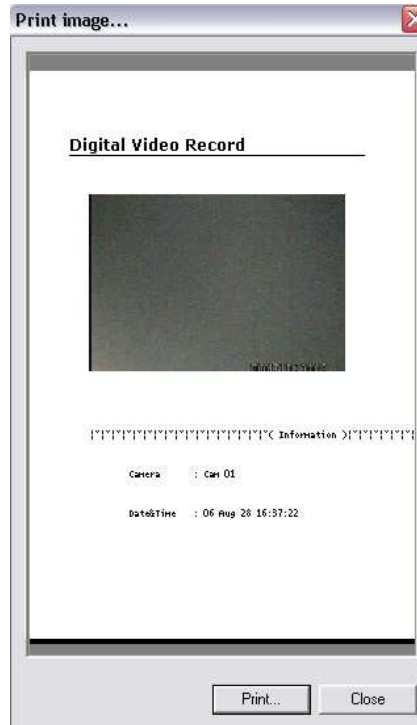 Print image...
Digital Video Record
( Information )
Camera : Cam 01
Date&Time : 06 Aug 28 16:37:22
Print... Close